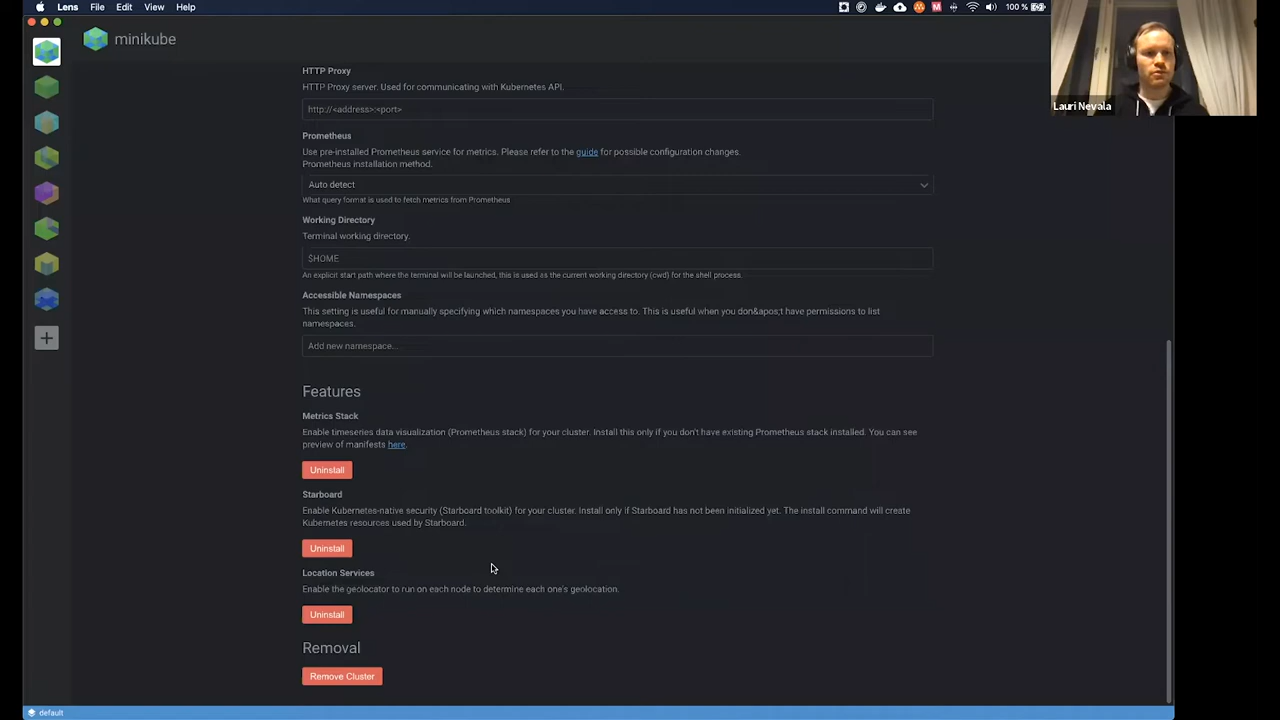 Lens File Edit View Help
100 %
minikube
Lauri Nevala
HTTP Proxy
HTTP Proxy server. Used for communicating with Kubernetes API.
http://<address>:<port>
Prometheus
Use pre-installed Prometheus service for metrics. Please refer to the guide for possible configuration changes.
Prometheus installation method.
Auto detect
What query format is used to fetch metrics from Prometheus
Working Directory
Terminal working directory.
$HOME
An explicit start path where the terminal will be launched, this is used as the current working directory (cwd) for the shell process.
Accessible Namespaces
This setting is useful for manually specifying which namespaces you have access to. This is useful when you don&apos;t have permissions to list
namespaces.
Add new namespace...
Features
Metrics Stack
Enable timeseries data visualization (Prometheus stack) for your cluster. Install this only if you don't have existing Prometheus stack installed. You can see
preview of manifests here.
Uninstall
Starboard
Enable Kubernetes-native security (Starboard toolkit) for your cluster. Install only if Starboard has not been initialized yet. The install command will create
Kubernetes resources used by Starboard.
Uninstall
Location Services
Enable the geolocator to run on each node to determine each one's geolocation.
Uninstall
Removal
Remove Cluster
default